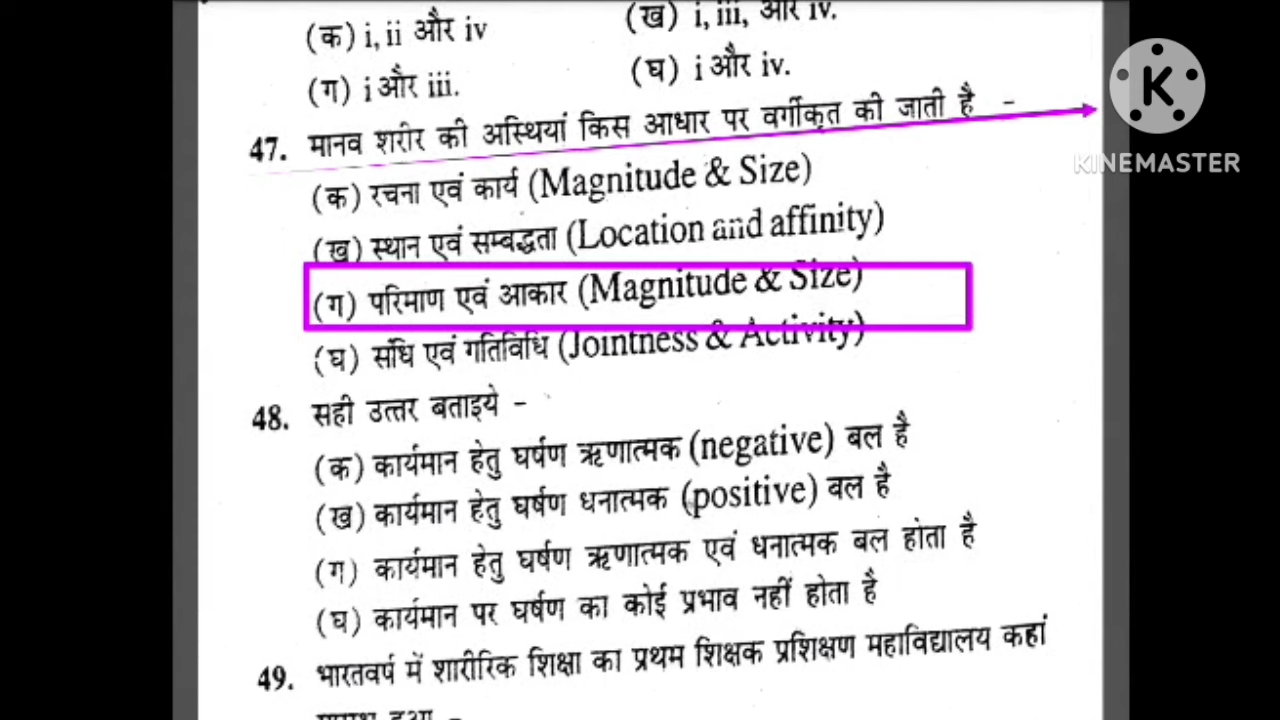 (क) i, ii और iv
(ख) i, iii, और iv.
(ग) i और iii.
(घ) i और iv.
47. मानव शरीर की अस्थियां किस आधार पर वर्गीकृत की जाती है –
(क) रचना एवं कार्य (Magnitude & Size)
(ख) स्थान एवं सम्बद्धता (Location and affinity)
(ग) परिमाण एवं आकार (Magnitude & Size)
(घ) संधि एवं गतिविधि (Jointness & Activity)
48. सही उत्तर बताइये –
(क) कार्यमान हेतु घर्षण ऋणात्मक (negative) बल है
(ख) कार्यमान हेतु घर्षण धनात्मक (positive) बल है
(ग) कार्यमान हेतु घर्षण ऋणात्मक एवं धनात्मक बल होता है
(घ) कार्यमान पर घर्षण का कोई प्रभाव नहीं होता है
49. भारतवर्ष में शारीरिक शिक्षा का प्रथम शिक्षक प्रशिक्षण महाविद्यालय कहां
K
KINEMASTER